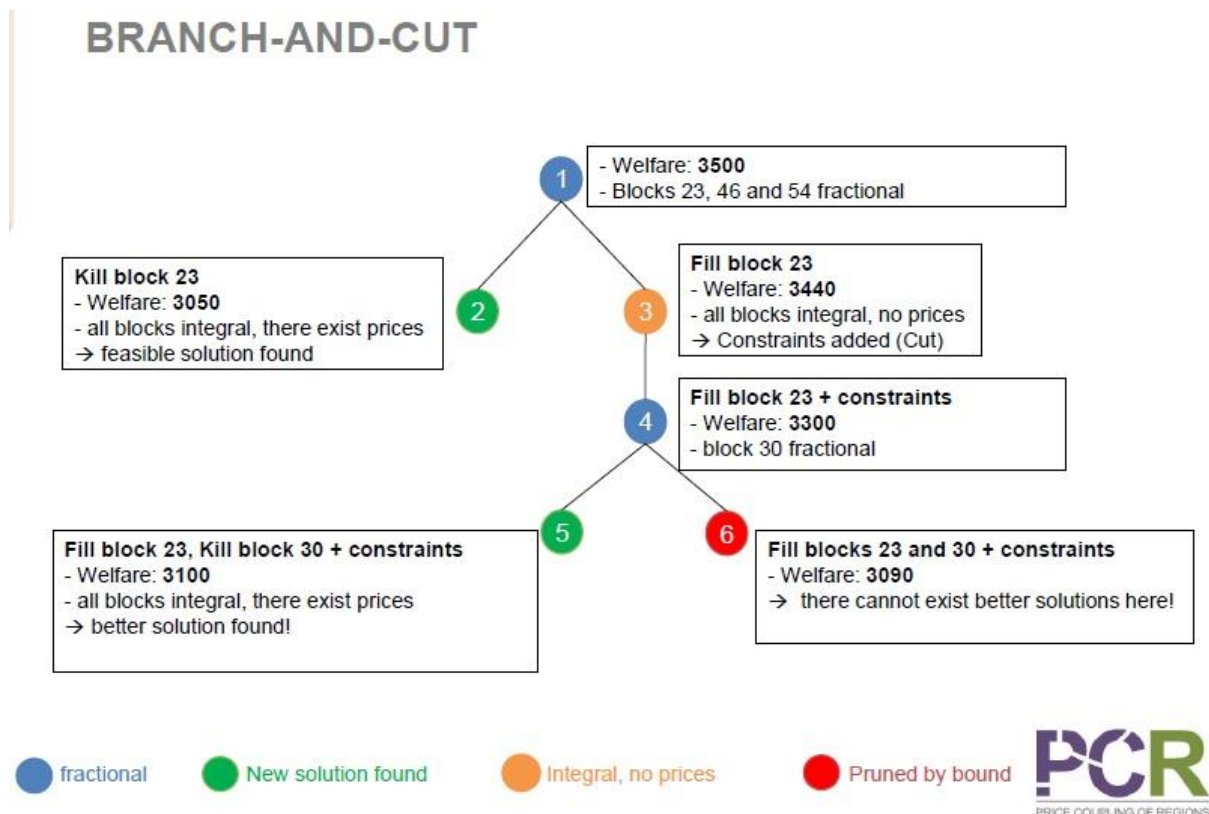 BRANCH-AND-CUT
1
- Welfare: 3500
- Blocks 23, 46 and 54 fractional
Kill block 23
- Welfare: 3050
- all blocks integral, there exist prices
→ feasible solution found
2
3
Fill block 23
- Welfare: 3440
- all blocks integral, no prices
→ Constraints added (Cut)
4
Fill block 23 + constraints
- Welfare: 3300
- block 30 fractional
Fill block 23, Kill block 30 + constraints
- Welfare: 3100
- all blocks integral, there exist prices
→ better solution found!
5
6
Fill blocks 23 and 30 + constraints
- Welfare: 3090
→ there cannot exist better solutions here!
fractional
New solution found
Integral, no prices
Pruned by bound
PCR
PRICE COUPLING OF REGIONS